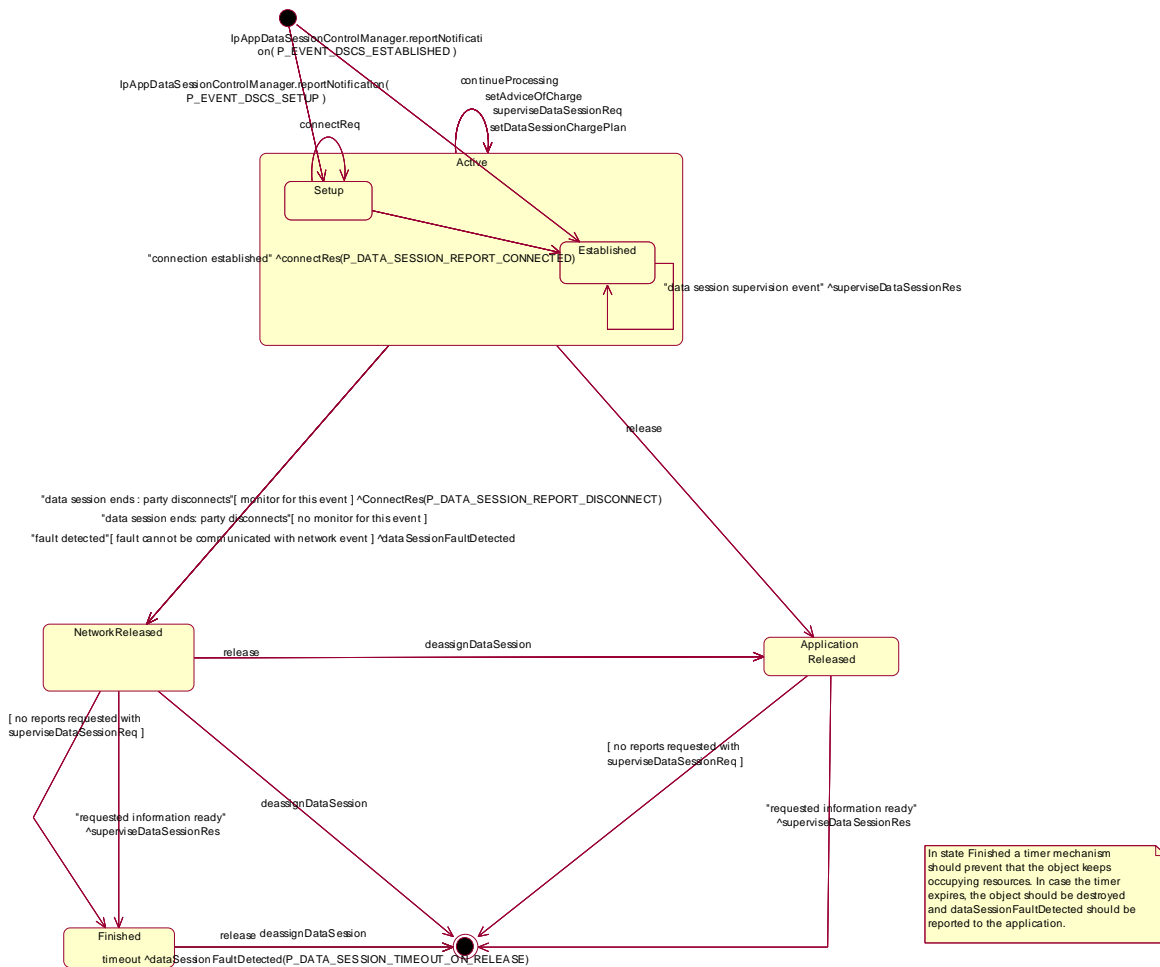 IpAppDataSessionControlManager.reportNotificati
on( P_EVENT_DSCS_ESTABLISHED )
IpAppDataSessionControlManager.reportNotification(
P_EVENT_DSCS_SETUP )
continueProcessing
setAdviceOfCharge
superviseDataSessionReq
setDataSessionChargePlan
connectReq
Active
Setup
Established
"connection established" ^connectRes(P_DATA_SESSION_REPORT_CONNECTED)
"data session supervision event" ^superviseDataSessionRes
release
"data session ends : party disconnects"[ monitor for this event ] ^ConnectRes(P_DATA_SESSION_REPORT_DISCONNECT)
"data session ends: party disconnects"[ no monitor for this event ]
"fault detected"[ fault cannot be communicated with network event ] ^dataSessionFaultDetected
NetworkReleased
release
deassignDataSession
Application
Released
[ no reports requested with
superviseDataSessionReq ]
[ no reports requested with
superviseDataSessionReq ]
deassignDataSession
"requested information ready"
^superviseDataSessionRes
"requested information ready"
^superviseDataSessionRes
In state Finished a timer mechanism
should prevent that the object keeps
occupying resources. In case the timer
expires, the object should be destroyed
and dataSessionFaultDetected should be
reported to the application.
Finished
release
deassignDataSession
timeout ^dataSessionFaultDetected(P_DATA_SESSION_TIMEOUT_ON_RELEASE)